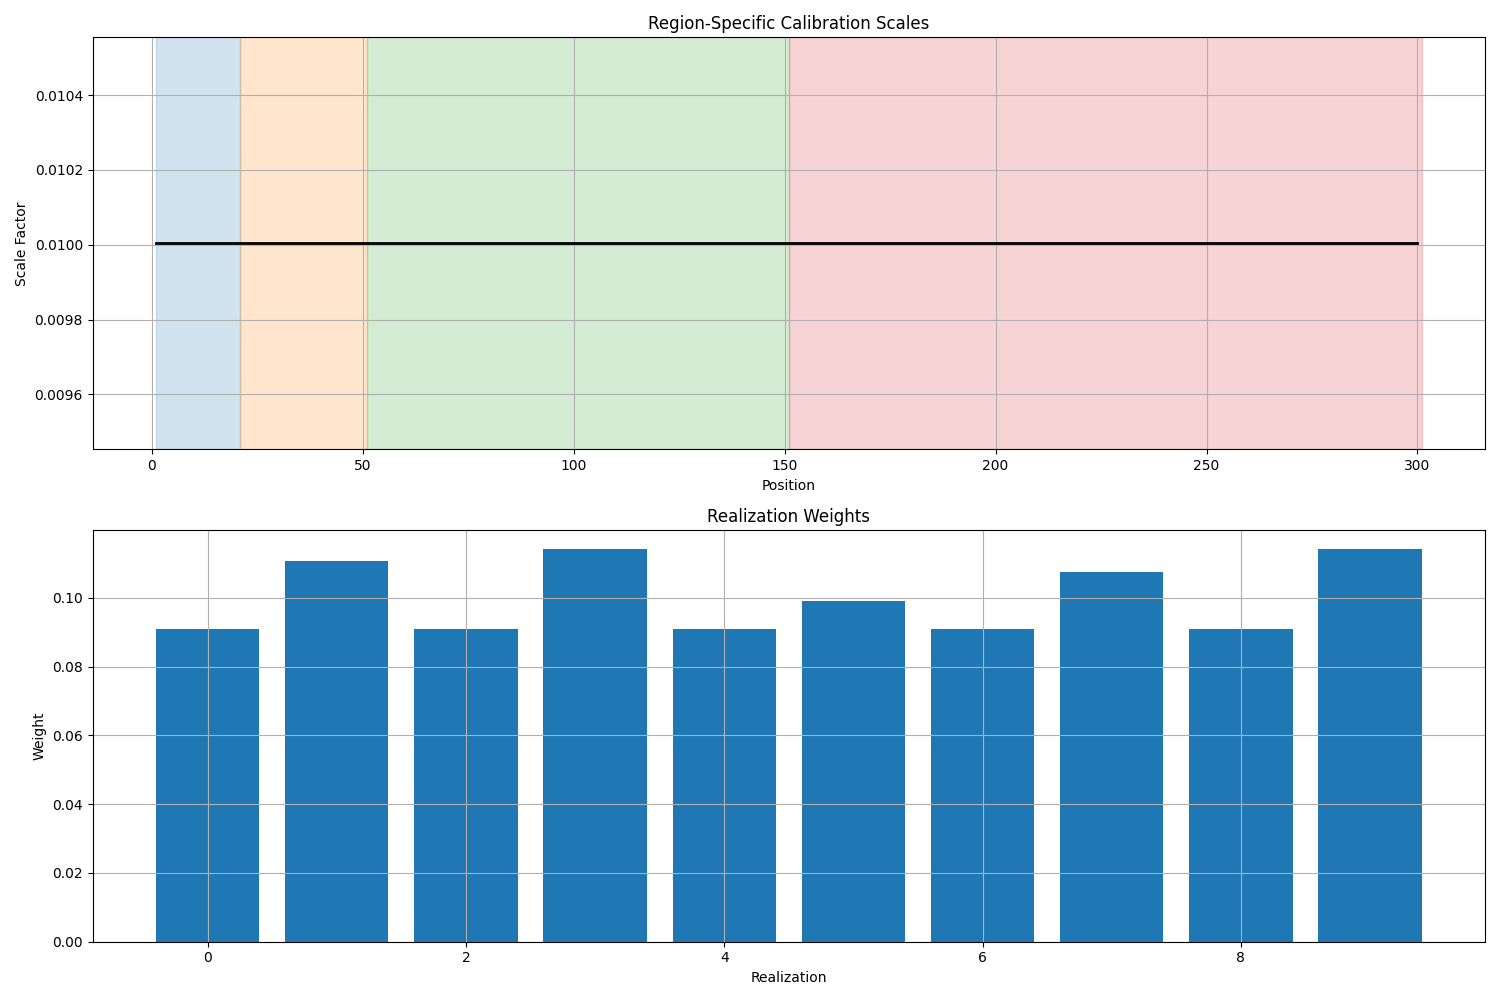 Region-Specific Calibration Scales
Scale Factor
0.0104
0.0102
0.0100
0.0098
0.0096
0 50 100 150 200 250 300
Position
Realization Weights
Weight
0.10
0.08
0.06
0.04
0.02
0.00
0 2 4 6 8
Realization